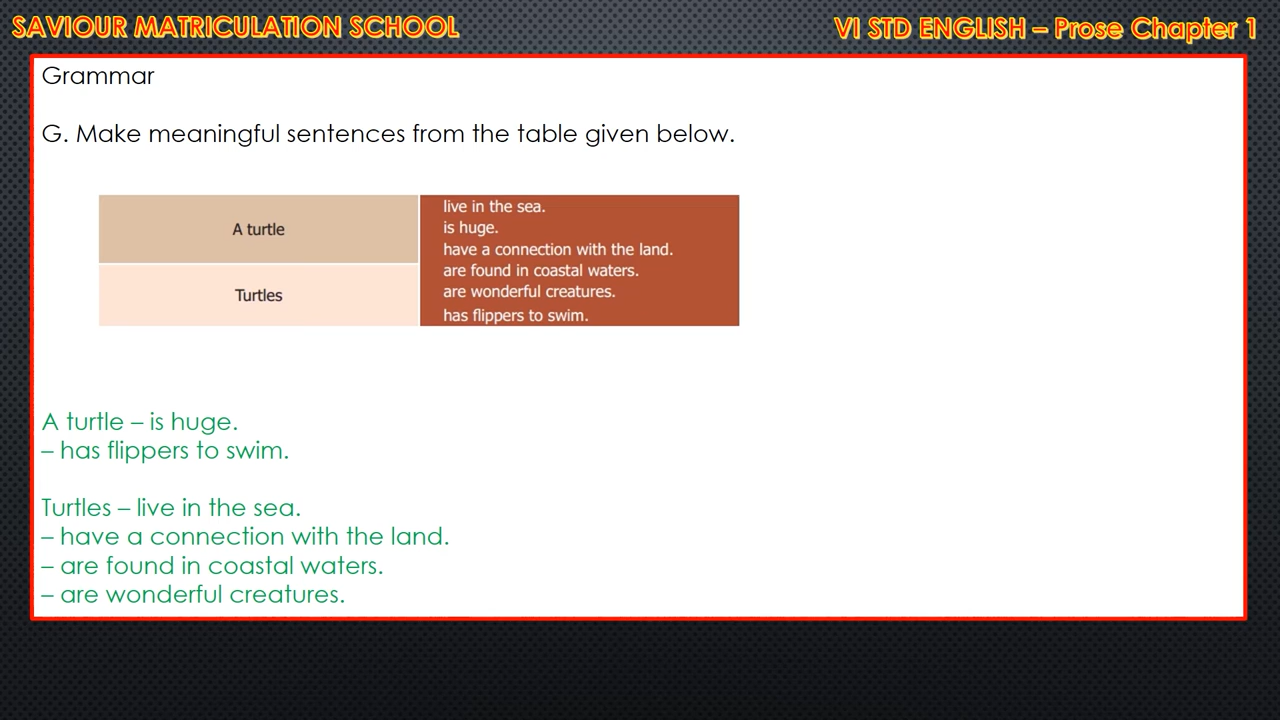 SAVIOUR MATRICULATION SCHOOL
VI STD ENGLISH – Prose Chapter 1
Grammar
G. Make meaningful sentences from the table given below.
A turtle
Turtles
live in the sea.
is huge.
have a connection with the land.
are found in coastal waters.
are wonderful creatures.
has flippers to swim.
A turtle – is huge.
– has flippers to swim.
Turtles – live in the sea.
– have a connection with the land.
– are found in coastal waters.
– are wonderful creatures.